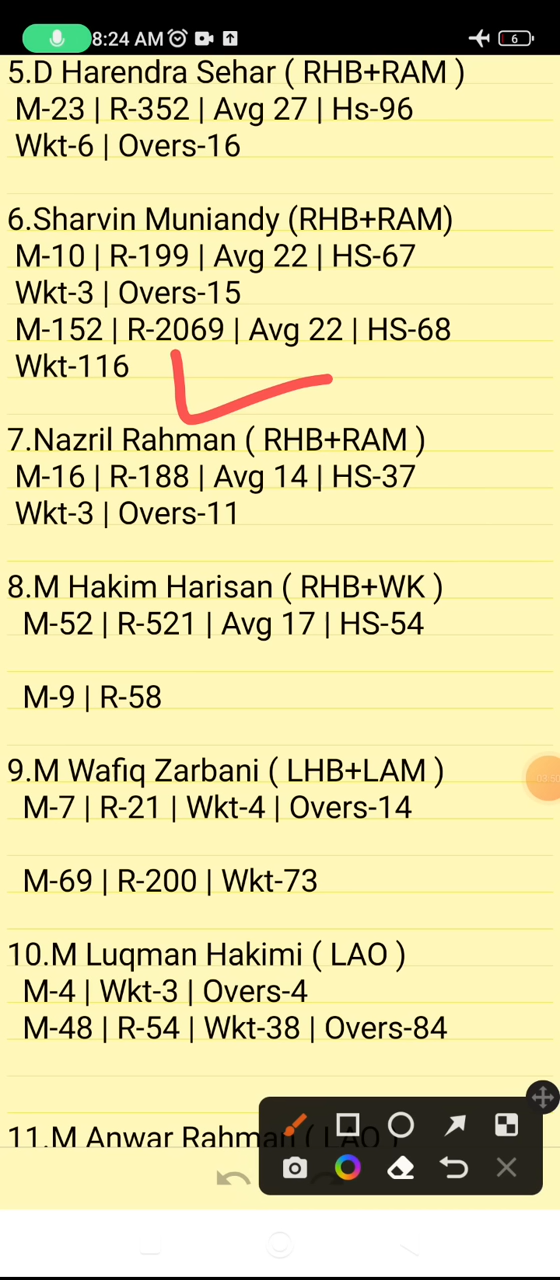 8:24 AM
6
5.D Harendra Sehar ( RHB+RAM )
M-23 | R-352 | Avg 27 | Hs-96
Wkt-6 | Overs-16
6.Sharvin Muniandy (RHB+RAM)
M-10 | R-199 | Avg 22 | HS-67
Wkt-3 | Overs-15
M-152 | R-2069 | Avg 22 | HS-68
Wkt-116
7.Nazril Rahman ( RHB+RAM )
M-16 | R-188 | Avg 14 | HS-37
Wkt-3 | Overs-11
8.M Hakim Harisan ( RHB+WK )
M-52 | R-521 | Avg 17 | HS-54
M-9 | R-58
9.M Wafiq Zarbani ( LHB+LAM )
M-7 | R-21 | Wkt-4 | Overs-14
M-69 | R-200 | Wkt-73
10.M Luqman Hakimi ( LAO )
M-4 | Wkt-3 | Overs-4
M-48 | R-54 | Wkt-38 | Overs-84
11.M Anwar Rahman ( LAO )